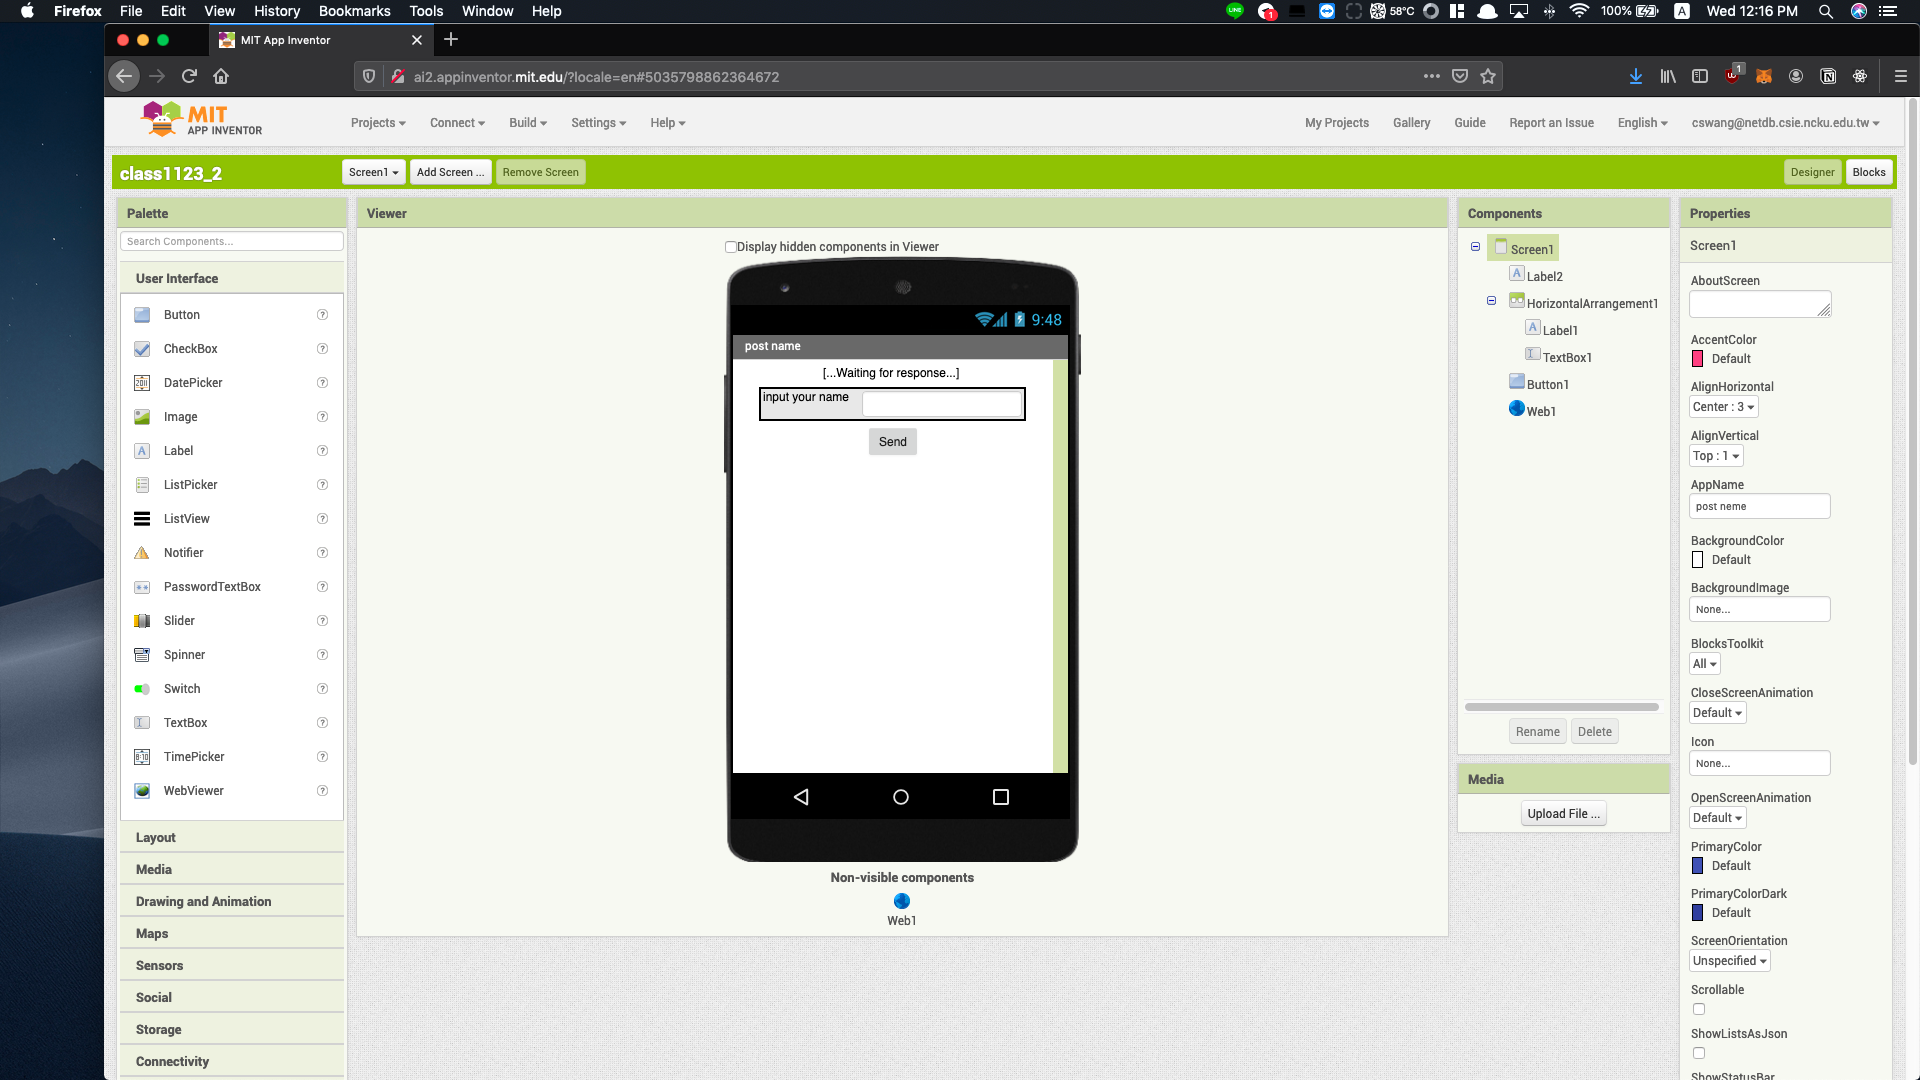 Firefox File Edit View History Bookmarks Tools Window Help
LINE 1 58°C 100% A Wed 12:16 PM
MIT App Inventor
ai2.appinventor.mit.edu/?locale=en#5035798862364672
1
MIT
APP INVENTOR
Projects Connect Build Settings Help
My Projects Gallery Guide Report an Issue English cswang@netdb.csie.ncku.edu.tw
class1123_2
Screen1 Add Screen ... Remove Screen
Designer Blocks
Palette
Search Components...
User Interface
Button ?
CheckBox ?
DatePicker ?
Image ?
Label ?
ListPicker ?
ListView ?
Notifier ?
PasswordTextBox ?
Slider ?
Spinner ?
Switch ?
TextBox ?
TimePicker ?
WebViewer ?
Layout
Media
Drawing and Animation
Maps
Sensors
Social
Storage
Connectivity
Viewer
Display hidden components in Viewer
9:48
post name
[...Waiting for response...]
input your name
Send
Non-visible components
Web1
Components
Screen1
Label2
HorizontalArrangement1
Label1
TextBox1
Button1
Web1
Rename Delete
Media
Upload File ...
Properties
Screen1
AboutScreen
AccentColor
Default
AlignHorizontal
Center : 3
AlignVertical
Top : 1
AppName
post neme
BackgroundColor
Default
BackgroundImage
None...
BlocksToolkit
All
CloseScreenAnimation
Default
Icon
None...
OpenScreenAnimation
Default
PrimaryColor
Default
PrimaryColorDark
Default
ScreenOrientation
Unspecified
Scrollable
ShowListsAsJson
ShowStatusBar